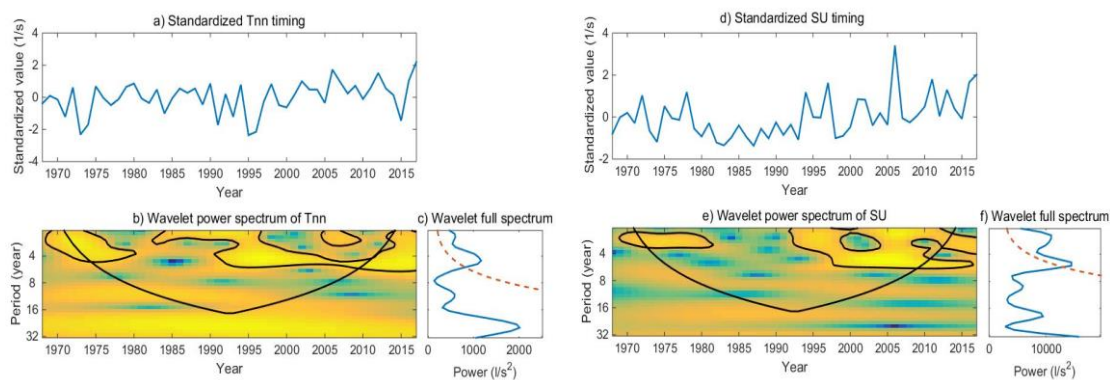 a) Standardized Tnn timing
Standardized value (1/s)
4
2
0
-2
-4
1970 1975 1980 1985 1990 1995 2000 2005 2010 2015
Year
d) Standardized SU timing
Standardized value (1/s)
4
2
0
-2
1970 1975 1980 1985 1990 1995 2000 2005 2010 2015
Year
b) Wavelet power spectrum of Tnn
Period (year)
4
8
16
32
1970 1975 1980 1985 1990 1995 2000 2005 2010 2015
Year
c) Wavelet full spectrum
0 1000 2000
Power (l/s²)
e) Wavelet power spectrum of SU
Period (year)
4
8
16
32
1970 1975 1980 1985 1990 1995 2000 2005 2010 2015
Year
f) Wavelet full spectrum
0 10000
Power (l/s²)